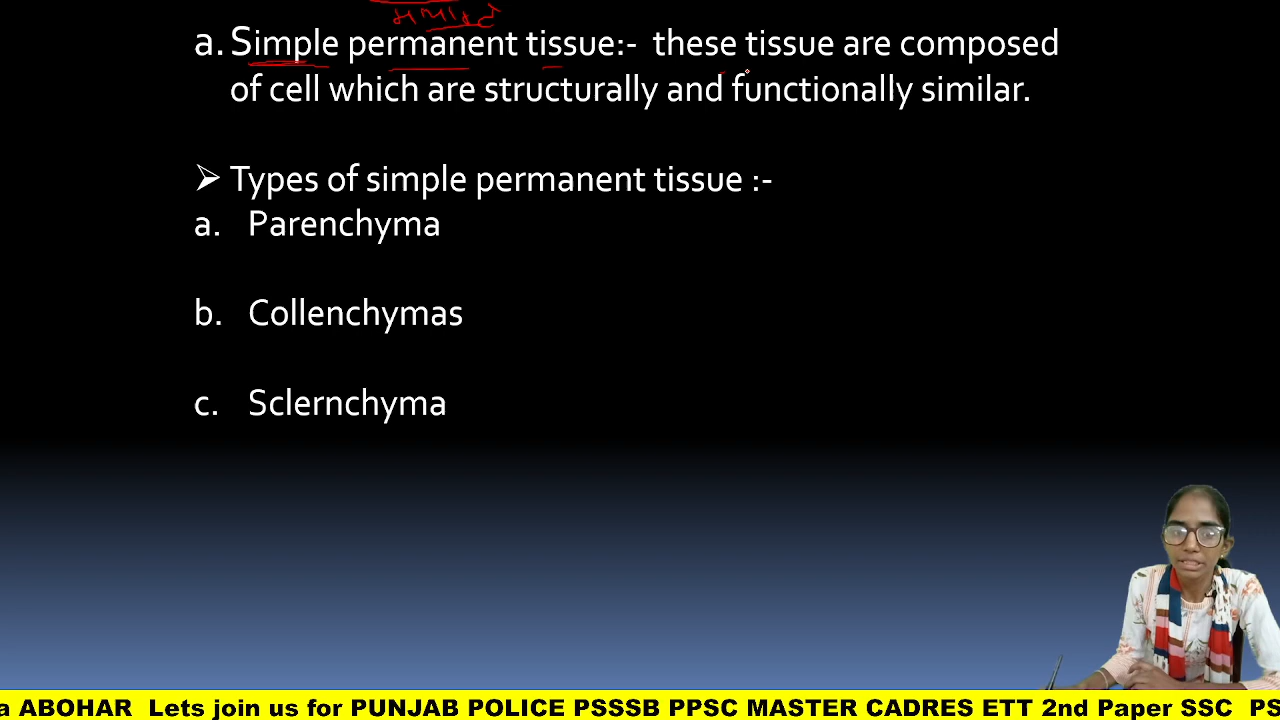 a. Simple permanent tissue:- these tissue are composed
of cell which are structurally and functionally similar.
➢ Types of simple permanent tissue :-
a. Parenchyma
b. Collenchymas
c. Sclernchyma
a ABOHAR Lets join us for PUNJAB POLICE PSSSB PPSC MASTER CADRES ETT 2nd Paper SSC PS